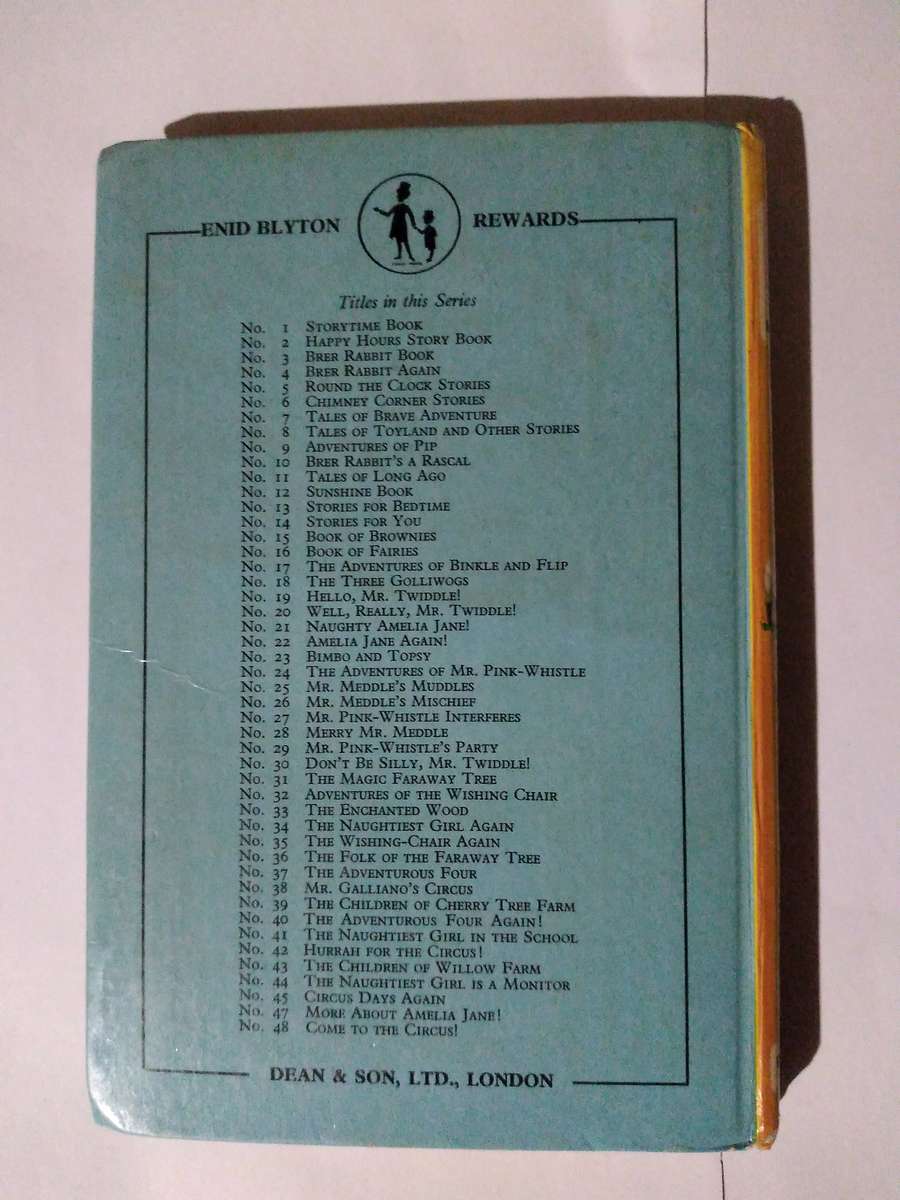 ENID BLYTON REWARDS
Titles in this Series
No. 1 STORYTIME BOOK
No. 2 HAPPY HOURS STORY BOOK
No. 3 BRER RABBIT BOOK
No. 4 BRER RABBIT AGAIN
No. 5 ROUND THE CLOCK STORIES
No. 6 CHIMNEY CORNER STORIES
No. 7 TALES OF BRAVE ADVENTURE
No. 8 TALES OF TOYLAND AND OTHER STORIES
No. 9 ADVENTURES OF PIP
No. 10 BRER RABBIT'S A RASCAL
No. 11 TALES OF LONG AGO
No. 12 SUNSHINE BOOK
No. 13 STORIES FOR BEDTIME
No. 14 STORIES FOR YOU
No. 15 BOOK OF BROWNIES
No. 16 BOOK OF FAIRIES
No. 17 THE ADVENTURES OF BINKLE AND FLIP
No. 18 THE THREE GOLLIWOGS
No. 19 HELLO, MR. TWIDDLE!
No. 20 WELL, REALLY, MR. TWIDDLE!
No. 21 NAUGHTY AMELIA JANE!
No. 22 AMELIA JANE AGAIN!
No. 23 BIMBO AND TOPSY
No. 24 THE ADVENTURES OF MR. PINK-WHISTLE
No. 25 MR. MEDDLE'S MUDDLES
No. 26 MR. MEDDLE'S MISCHIEF
No. 27 MR. PINK-WHISTLE INTERFERES
No. 28 MERRY MR. MEDDLE
No. 29 MR. PINK-WHISTLE'S PARTY
No. 30 DON'T BE SILLY, MR. TWIDDLE!
No. 31 THE MAGIC FARAWAY TREE
No. 32 ADVENTURES OF THE WISHING CHAIR
No. 33 THE ENCHANTED WOOD
No. 34 THE NAUGHTIEST GIRL AGAIN
No. 35 THE WISHING-CHAIR AGAIN
No. 36 THE FOLK OF THE FARAWAY TREE
No. 37 THE ADVENTUROUS FOUR
No. 38 MR. GALLIANO'S CIRCUS
No. 39 THE CHILDREN OF CHERRY TREE FARM
No. 40 THE ADVENTUROUS FOUR AGAIN!
No. 41 THE NAUGHTIEST GIRL IN THE SCHOOL
No. 42 HURRAH FOR THE CIRCUS!
No. 43 THE CHILDREN OF WILLOW FARM
No. 44 THE NAUGHTIEST GIRL IS A MONITOR
No. 45 CIRCUS DAYS AGAIN
No. 47 MORE ABOUT AMELIA JANE!
No. 48 COME TO THE CIRCUS!
DEAN & SON, LTD., LONDON